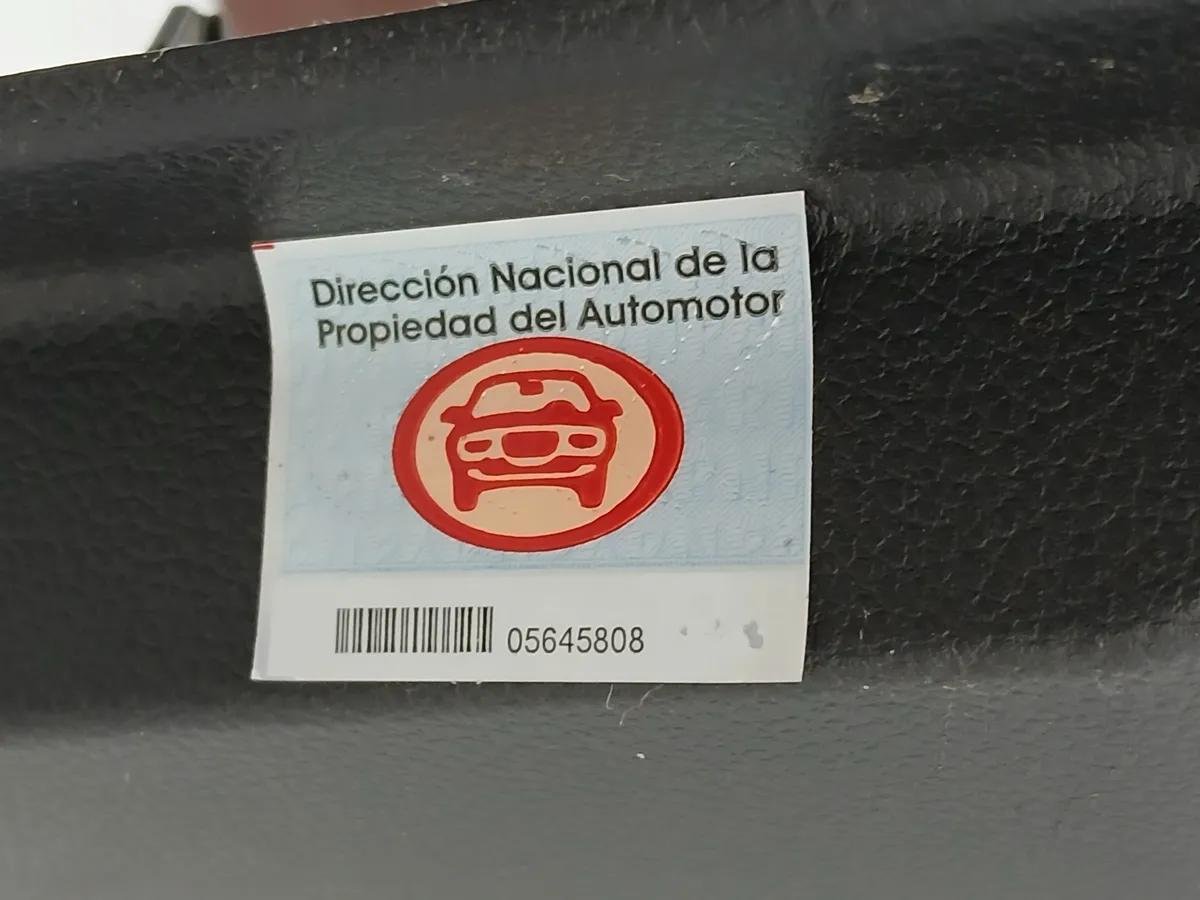 Dirección Nacional de la
Propiedad del Automotor
05645808